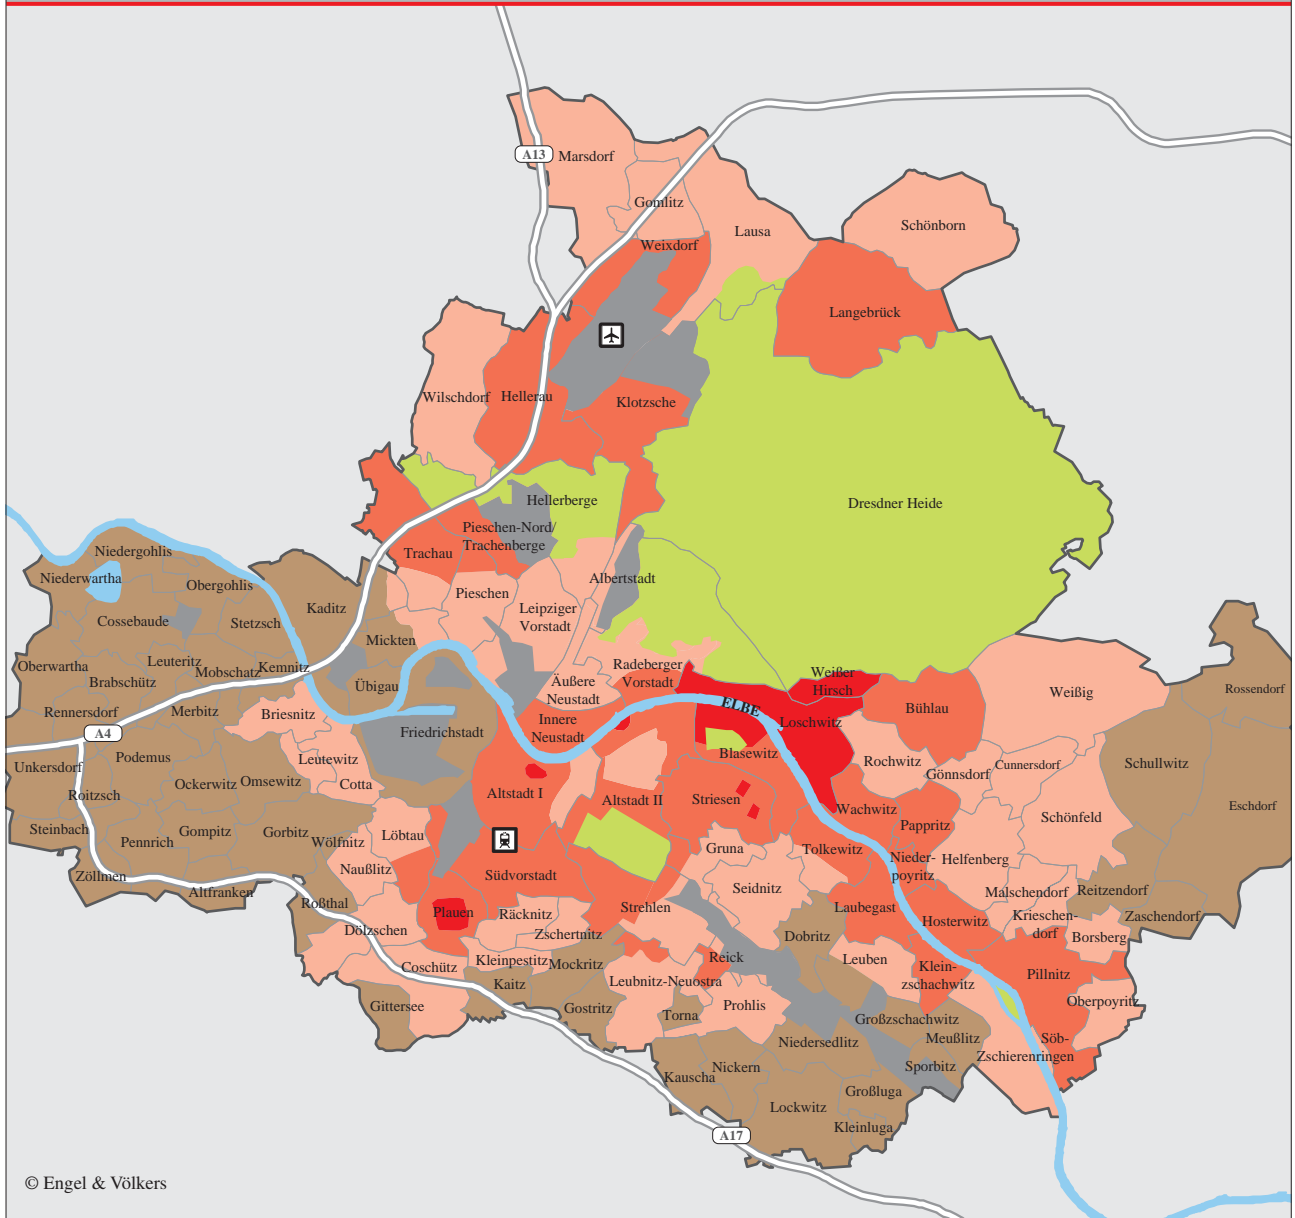 A13
Marsdorf
Gomlitz
Lausa
Schönborn
Weixdorf
Langebrück
Wilschdorf
Hellerau
Klotzsche
Hellerberge
Dresdner Heide
Pieschen-Nord/
Trachenberge
Trachau
Niedergohlis
Niederwartha
Obergohlis
Albertstadt
Pieschen
Kaditz
Leipziger
Vorstadt
Cossebaude
Stetzsch
Mickten
Oberwartha
Leuteritz
Mobschatz
Kemnitz
Brabschütz
Übigau
Radeberger
Vorstadt
Äußere
Neustadt
Weißer
Hirsch
Weißig
Rossendorf
Rennersdorf
Merbitz
Briesnitz
Innere
Neustadt
ELBE
Loschwitz
Bühlau
A4
Friedrichstadt
Blasewitz
Unkersdorf
Podemus
Leutewitz
Rochwitz
Gönnsdorf
Cunnersdorf
Schullwitz
Roitzsch
Ockerwitz
Omsewitz
Cotta
Altstadt I
Altstadt II
Striesen
Wachwitz
Eschdorf
Steinbach
Pennrich
Gompitz
Gorbitz
Wölfnitz
Löbtau
Pappritz
Schönfeld
Gruna
Tolkewitz
Nieder-
poyritz
Helfenberg
Zöllmen
Altfranken
Naußlitz
Südvorstadt
Seidnitz
Malschendorf
Reitzendorf
Roßthal
Plauen
Räcknitz
Strehlen
Laubegast
Hosterwitz
Krieschen-
dorf
Zaschendorf
Dölzschen
Zschertnitz
Dobritz
Borsberg
Coschütz
Kleinpestitz
Mockritz
Reick
Leuben
Klein-
zschachwitz
Pillnitz
Kaitz
Leubnitz-Neuostra
Gittersee
Gostritz
Torna
Prohlis
Großzschachwitz
Oberpoyritz
Niedersedlitz
Meußlitz
Söb-
Zschierenringen
Kauscha
Nickern
Sporbitz
Großluga
Lockwitz
Kleinluga
A17
© Engel & Völkers